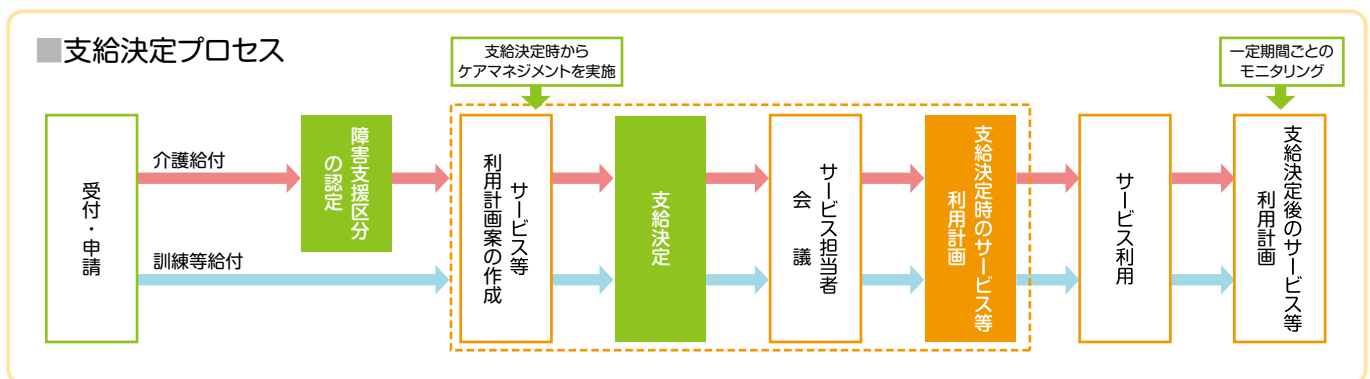 ■支給決定プロセス
支給決定時から
ケアマネジメントを実施
一定期間ごとの
モニタリング
受付・申請
介護給付
訓練等給付
障害支援区分
の認定
サービス等
利用計画案の作成
支給決定
サービス担当者
会議
支給決定時のサービス等
利用計画
サービス利用
支給決定後のサービス等
利用計画